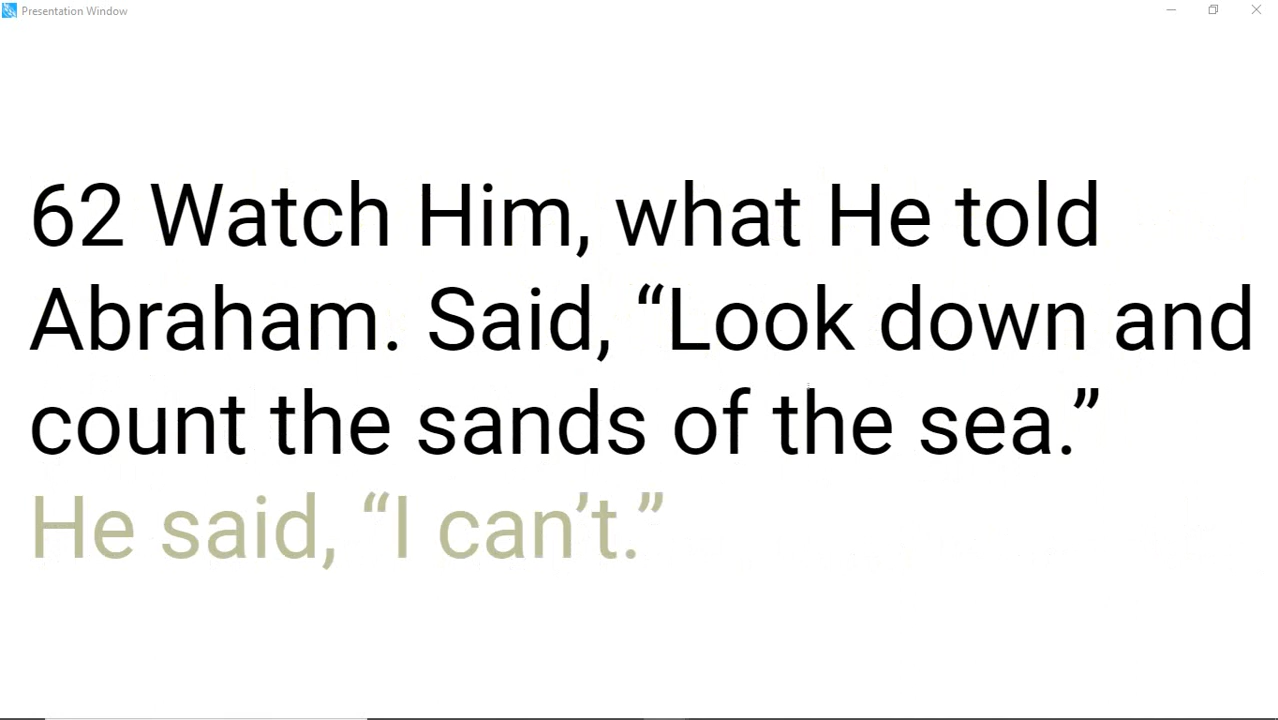 Presentation Window
62 Watch Him, what He told
Abraham. Said, “Look down and
count the sands of the sea.”
He said, “I can’t.”